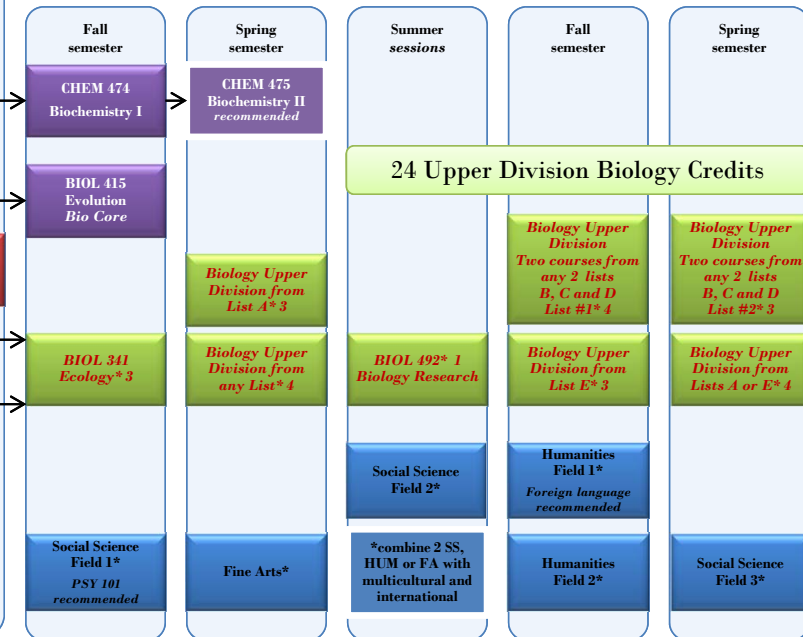 Fall
semester
Spring
semester
Summer
sessions
Fall
semester
Spring
semester
CHEM 474
Biochemistry I
CHEM 475
Biochemistry II
recommended
24 Upper Division Biology Credits
BIOL 415
Evolution
Bio Core
Biology Upper
Division from
List A* 3
Biology Upper
Division
Two courses from
any 2 lists
B, C and D
List #1* 4
Biology Upper
Division
Two courses from
any 2 lists
B, C and D
List #2* 3
BIOL 341
Ecology* 3
Biology Upper
Division from
any List* 4
BIOL 492* 1
Biology Research
Biology Upper
Division from
List E* 3
Biology Upper
Division from
Lists A or E* 4
Social Science
Field 2*
Humanities
Field 1*
Foreign language
recommended
Social Science
Field 1*
PSY 101
recommended
Fine Arts*
*combine 2 SS,
HUM or FA with
multicultural and
international
Humanities
Field 2*
Social Science
Field 3*